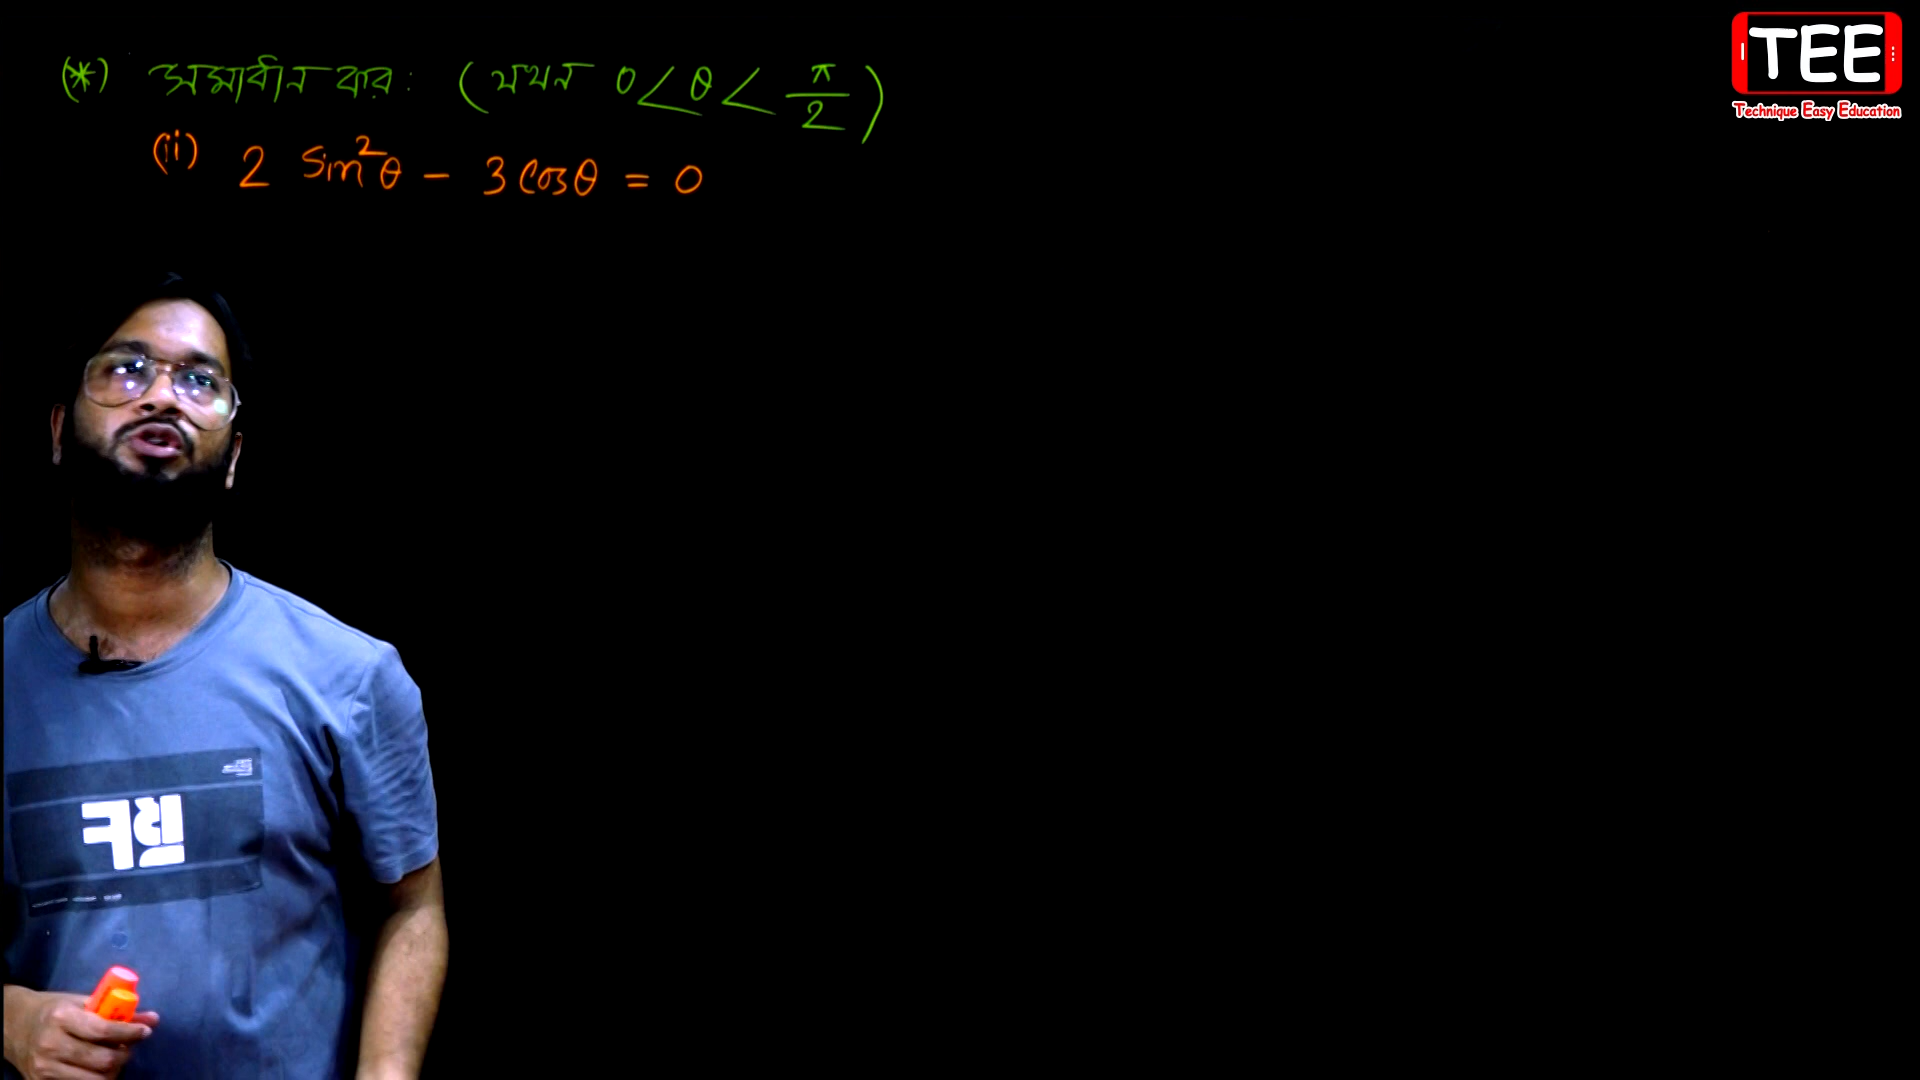 (*) সমাধান কর: (যখন 0 < θ < π/2)
(ii) 2 Sin²θ - 3 Cosθ = 0
TEE
Technique Easy Education